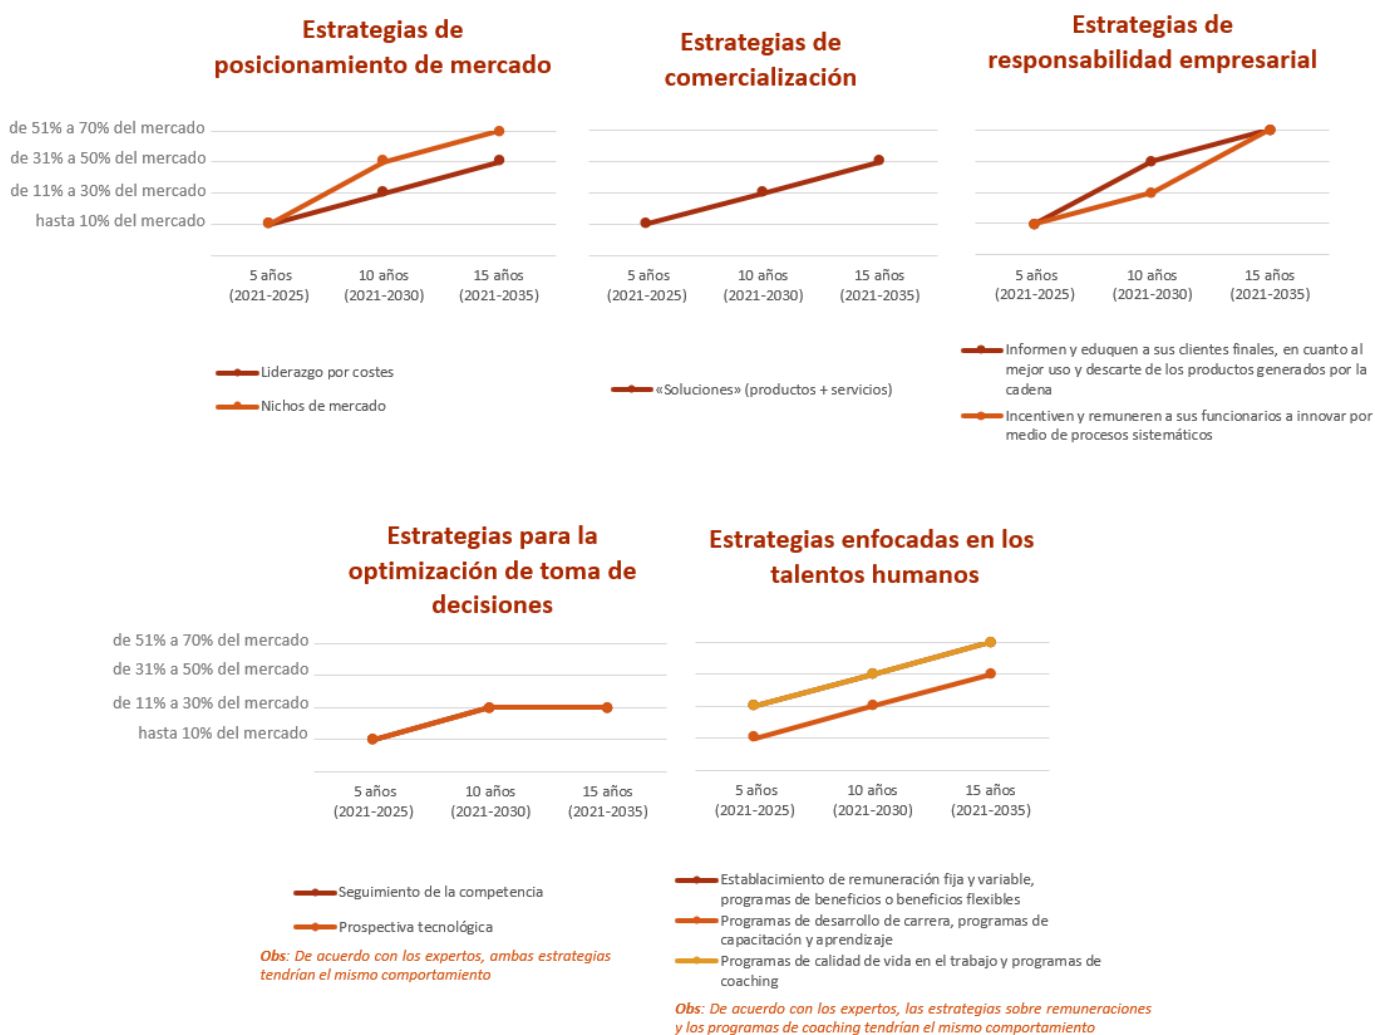 Estrategias de
posicionamiento de mercado
de 51% a 70% del mercado
de 31% a 50% del mercado
de 11% a 30% del mercado
hasta 10% del mercado
5 años
(2021-2025)
10 años
(2021-2030)
15 años
(2021-2035)
Liderazgo por costes
Nichos de mercado
Estrategias de
comercialización
5 años
(2021-2025)
10 años
(2021-2030)
15 años
(2021-2035)
«Soluciones» (productos + servicios)
Estrategias de
responsabilidad empresarial
5 años
(2021-2025)
10 años
(2021-2030)
15 años
(2021-2035)
Informen y eduquen a sus clientes finales, en cuanto al
mejor uso y descarte de los productos generados por la
cadena
Incentiven y remuneren a sus funcionarios a innovar por
medio de procesos sistemáticos
Estrategias para la
optimización de toma de
decisiones
de 51% a 70% del mercado
de 31% a 50% del mercado
de 11% a 30% del mercado
hasta 10% del mercado
5 años
(2021-2025)
10 años
(2021-2030)
15 años
(2021-2035)
Seguimiento de la competencia
Prospectiva tecnológica
Obs: De acuerdo con los expertos, ambas estrategias
tendrían el mismo comportamiento
Estrategias enfocadas en los
talentos humanos
5 años
(2021-2025)
10 años
(2021-2030)
15 años
(2021-2035)
Establacimiento de remuneración fija y variable,
programas de beneficios o beneficios flexibles
Programas de desarrollo de carrera, programas de
capacitación y aprendizaje
Programas de calidad de vida en el trabajo y programas de
coaching
Obs: De acuerdo con los expertos, las estrategias sobre remuneraciones
y los programas de coaching tendrían el mismo comportamiento